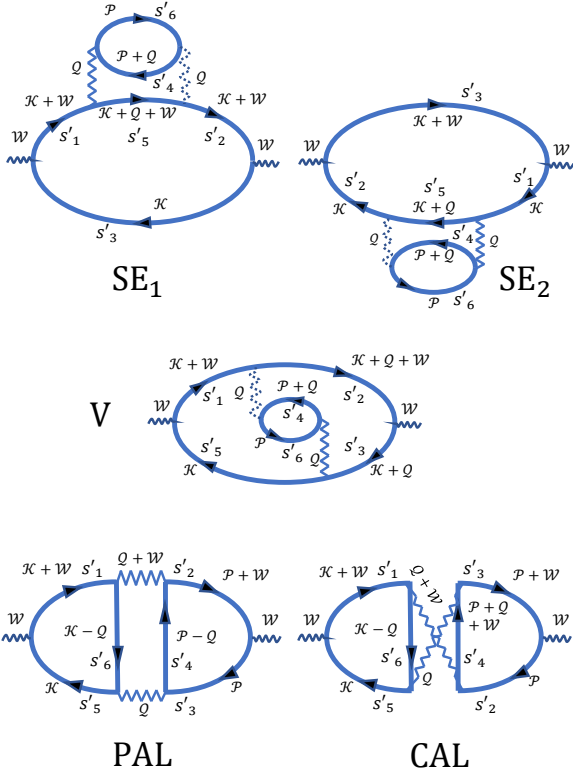 𝒫 s′₆
𝒬 𝒫 + 𝒬 𝒬
s′₄
𝒦 + 𝒲 𝒦 + 𝒬 + 𝒲 𝒦 + 𝒲
𝒲 s′₁ s′₅ s′₂ 𝒲
𝒦
s′₃
SE₁
s′₃
𝒦 + 𝒲
𝒲 𝒲
s′₂ s′₅ s′₁
𝒦 𝒦 + 𝒬 𝒦
𝒬 s′₄ 𝒬
𝒫 + 𝒬
𝒫 s′₆
SE₂
𝒦 + 𝒲 𝒦 + 𝒬 + 𝒲
s′₁ 𝒬 𝒫 + 𝒬 s′₂
V 𝒲 s′₄ 𝒲
s′₅ 𝒫 s′₆ 𝒬 s′₃
𝒦 𝒦 + 𝒬
𝒦 + 𝒲 s′₁ 𝒬 + 𝒲 s′₂ 𝒫 + 𝒲
𝒲 𝒦 − 𝒬 𝒫 − 𝒬 𝒲
s′₆ s′₄
𝒦 s′₅ 𝒬 s′₃ 𝒫
PAL
𝒦 + 𝒲 s′₁ 𝒬 + 𝒲 s′₃ 𝒫 + 𝒲
𝒲 𝒦 − 𝒬 𝒫 + 𝒬 𝒲
+ 𝒲
s′₆ s′₄
𝒦 s′₅ 𝒬 s′₂ 𝒫
CAL